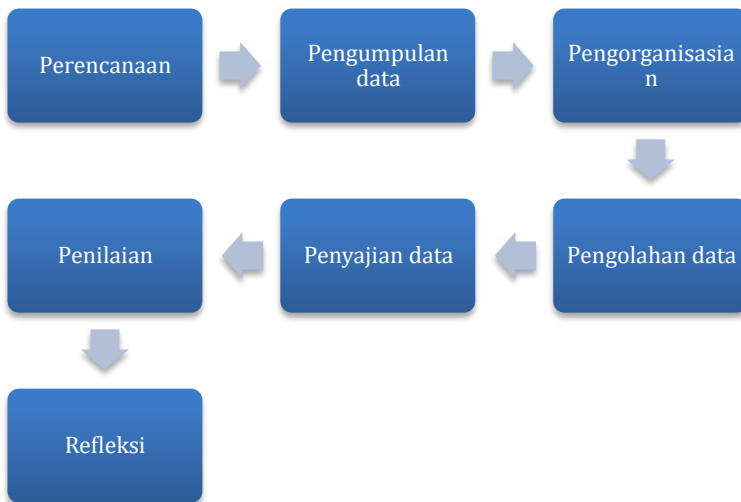 Perencanaan
Pengumpulan
data
Pengorganisasia
n
Pengolahan data
Penyajian data
Penilaian
Refleksi